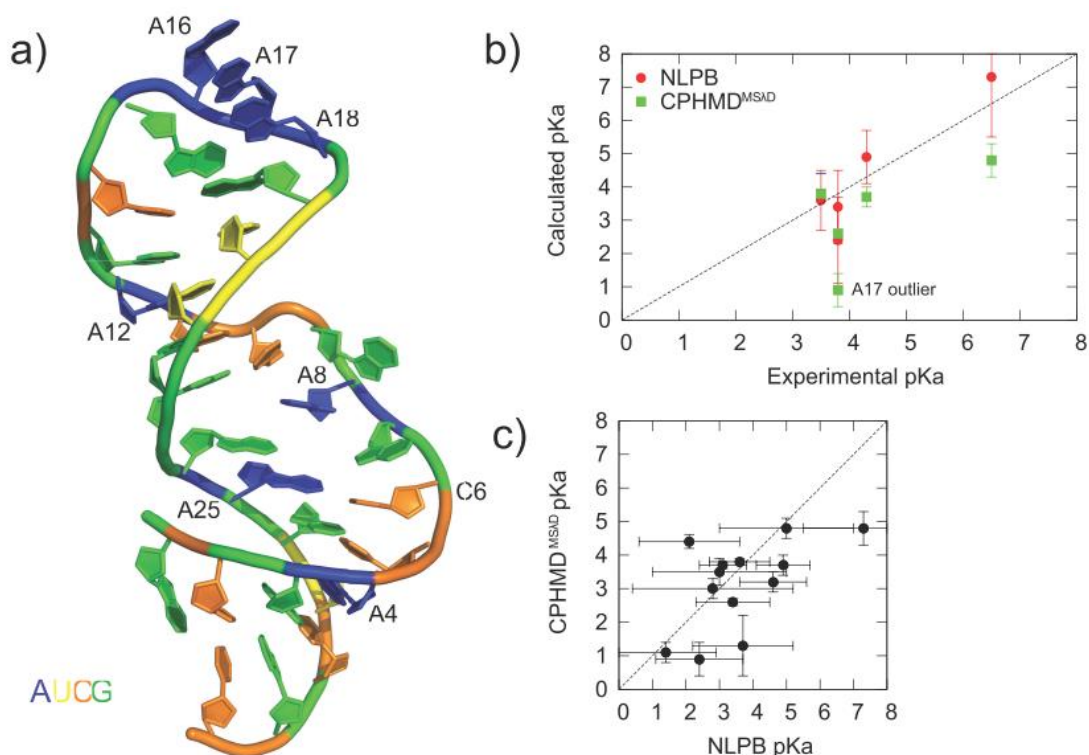 a)
A16
A17
A18
A12
A8
A25
C6
A4
AUCG
b)
8
7
6
5
4
3
2
1
0
Calculated pKa
NLPB
CPHMD^MSλD
A17 outlier
0 1 2 3 4 5 6 7 8
Experimental pKa
c)
8
7
6
5
4
3
2
1
0
CPHMD^MSλD pKa
0 1 2 3 4 5 6 7 8
NLPB pKa